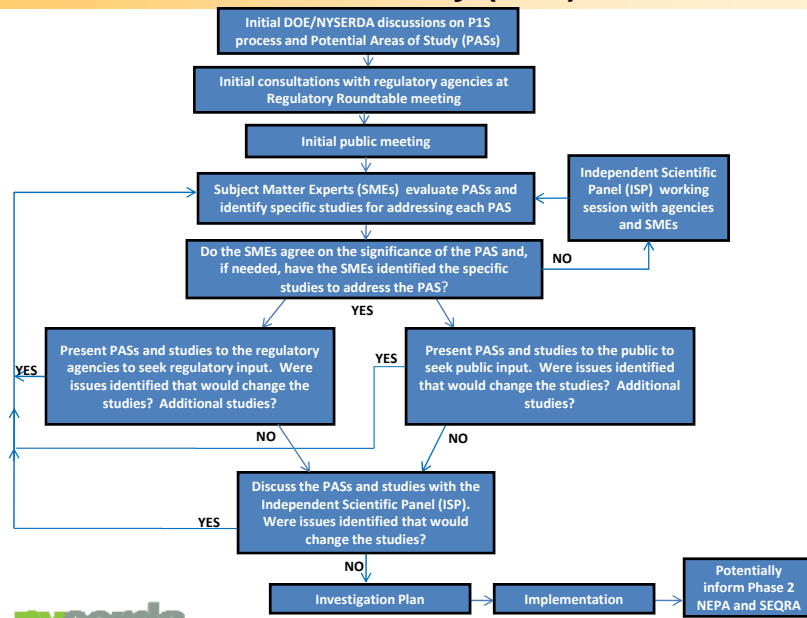 Initial DOE/NYSERDA discussions on P1S
process and Potential Areas of Study (PASs)
Initial consultations with regulatory agencies at
Regulatory Roundtable meeting
Initial public meeting
Subject Matter Experts (SMEs) evaluate PASs and
identify specific studies for addressing each PAS
Independent Scientific
Panel (ISP) working
session with agencies
and SMEs
Do the SMEs agree on the significance of the PAS and,
if needed, have the SMEs identified the specific
studies to address the PAS?
NO
YES
Present PASs and studies to the regulatory
agencies to seek regulatory input. Were
issues identified that would change the
studies? Additional studies?
YES
Present PASs and studies to the public to
seek public input. Were issues identified
that would change the studies? Additional
studies?
YES
NO
NO
Discuss the PASs and studies with the
Independent Scientific Panel (ISP).
Were issues identified that would
change the studies?
YES
NO
Investigation Plan
Implementation
Potentially
inform Phase 2
NEPA and SEQRA